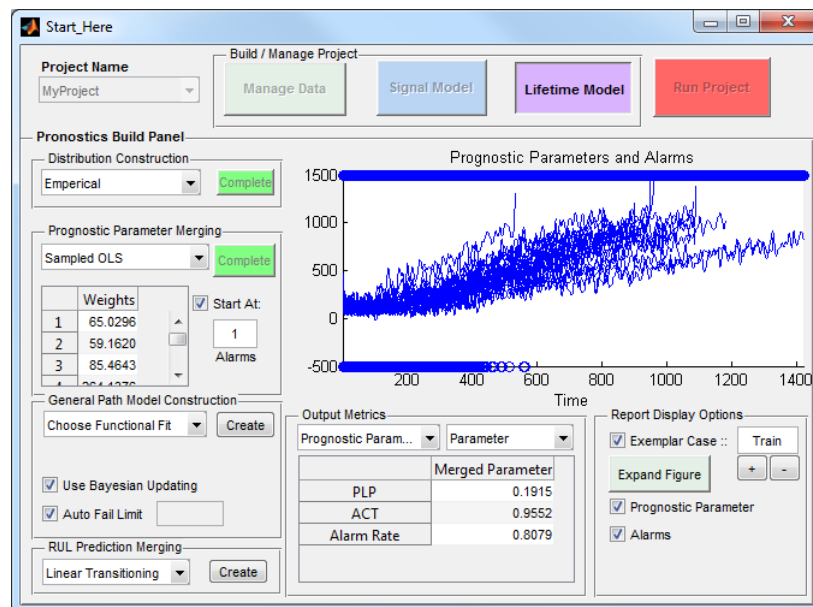 Start_Here
Project Name
MyProject
Build / Manage Project
Manage Data
Signal Model
Lifetime Model
Run Project
Pronostics Build Panel
Distribution Construction
Emperical
Complete
Prognostic Parameter Merging
Sampled OLS
Complete
Weights
1 65.0296
2 59.1620
3 85.4643
Start At:
1
Alarms
General Path Model Construction
Choose Functional Fit
Create
Use Bayesian Updating
Auto Fail Limit
RUL Prediction Merging
Linear Transitioning
Create
Prognostic Parameters and Alarms
1500
1000
500
0
-500
200 400 600 800 1000 1200 1400
Time
Output Metrics
Prognostic Param...
Parameter
Merged Parameter
PLP 0.1915
ACT 0.9552
Alarm Rate 0.8079
Report Display Options
Exemplar Case ::
Train
Expand Figure
+ -
Prognostic Parameter
Alarms